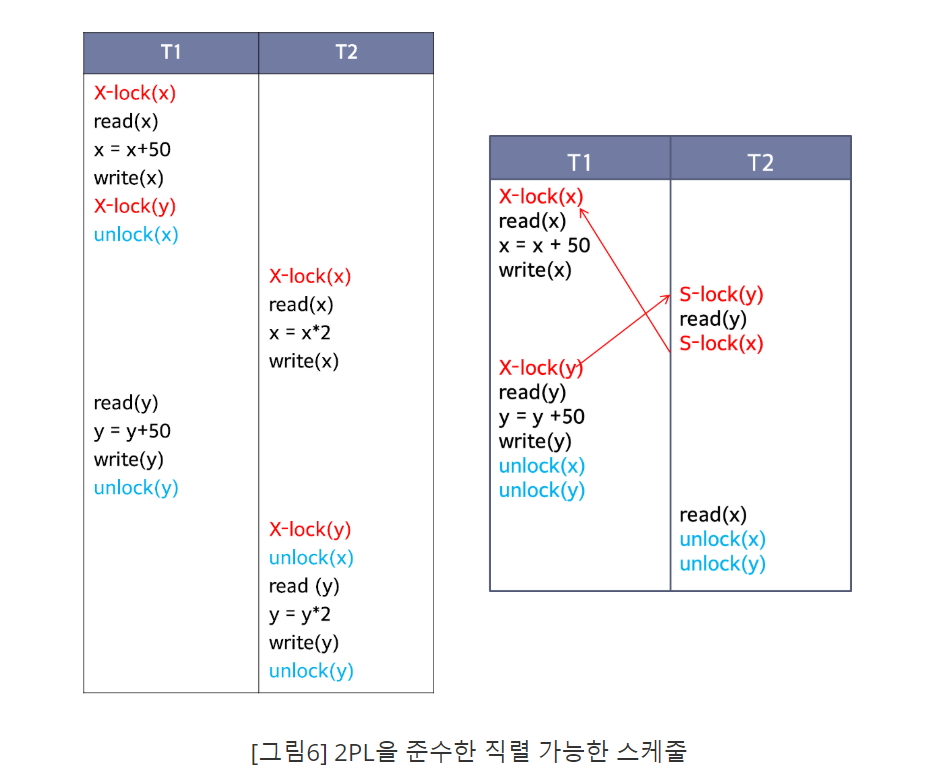 T1 T2
X-lock(x)
read(x)
x = x+50
write(x)
X-lock(y)
unlock(x)
X-lock(x)
read(x)
x = x*2
write(x)
read(y)
y = y+50
write(y)
unlock(y)
X-lock(y)
unlock(x)
read (y)
y = y*2
write(y)
unlock(y)
T1 T2
X-lock(x)
read(x)
x = x + 50
write(x)
S-lock(y)
read(y)
S-lock(x)
X-lock(y)
read(y)
y = y +50
write(y)
unlock(x)
unlock(y)
read(x)
unlock(x)
unlock(y)
[그림6] 2PL을 준수한 직렬 가능한 스케줄